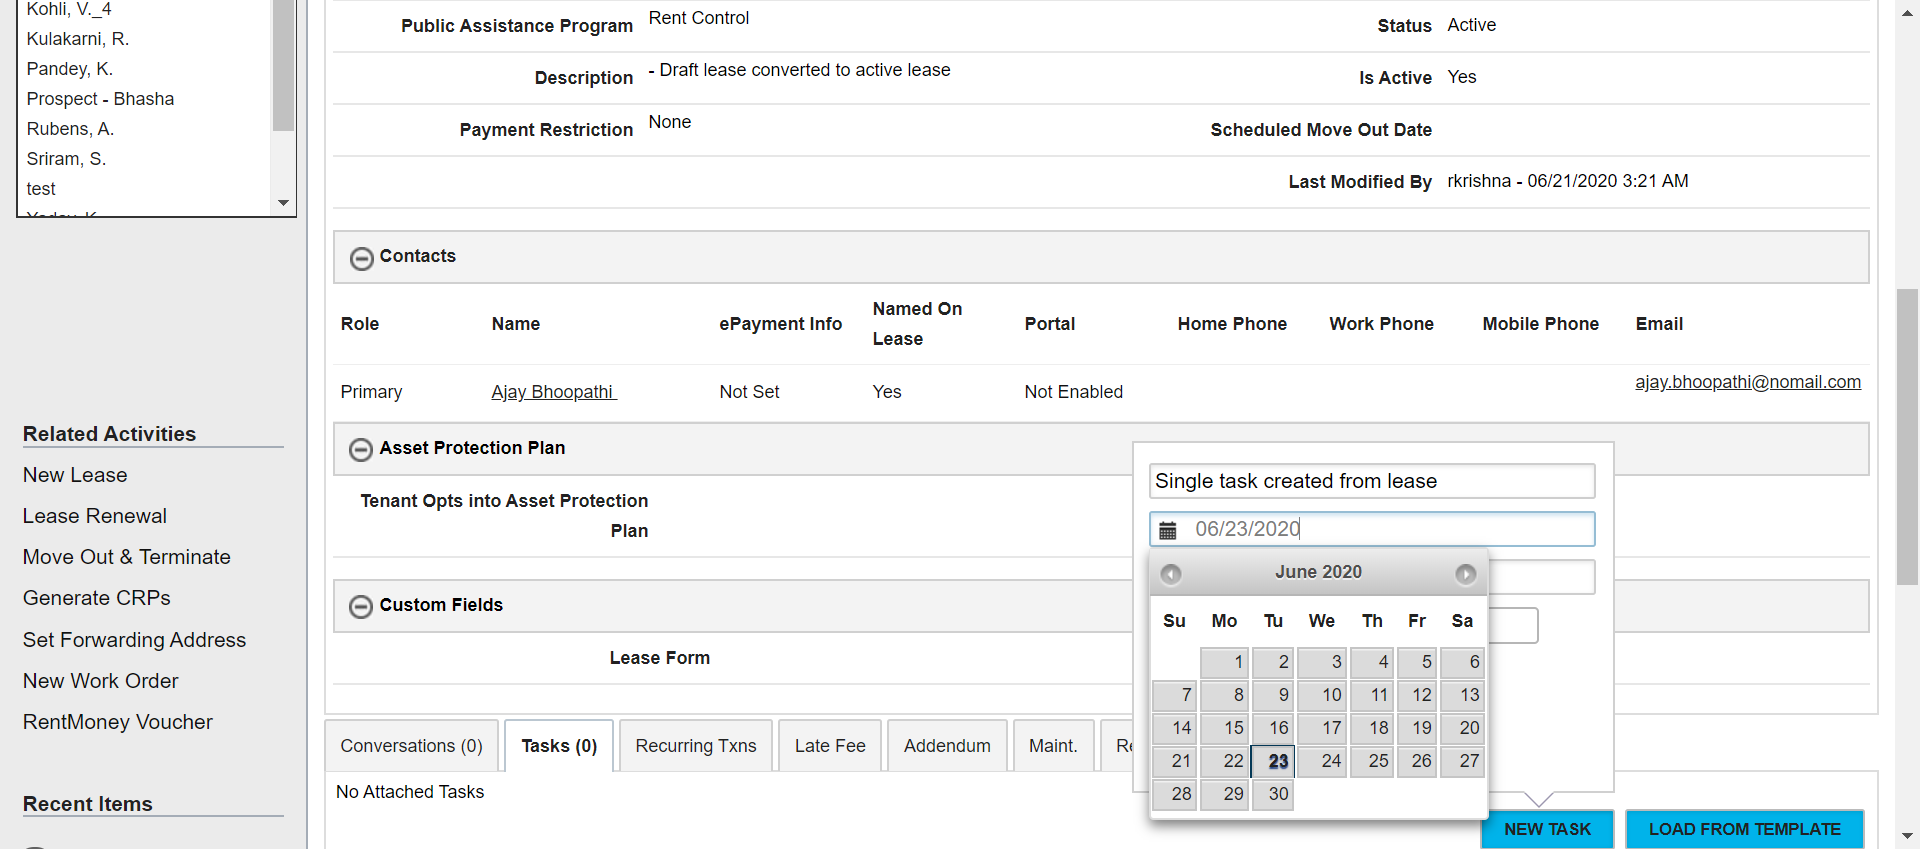 Kohli, V._4
Kulakarni, R.
Pandey, K.
Prospect - Bhasha
Rubens, A.
Sriram, S.
test
Related Activities
New Lease
Lease Renewal
Move Out & Terminate
Generate CRPs
Set Forwarding Address
New Work Order
RentMoney Voucher
Recent Items
Public Assistance Program Rent Control Status Active
Description - Draft lease converted to active lease Is Active Yes
Payment Restriction None Scheduled Move Out Date
Last Modified By rkrishna - 06/21/2020 3:21 AM
Contacts
Role Name ePayment Info Named On Lease Portal Home Phone Work Phone Mobile Phone Email
Primary Ajay Bhoopathi Not Set Yes Not Enabled ajay.bhoopathi@nomail.com
Asset Protection Plan
Tenant Opts into Asset Protection
Plan
Custom Fields
Lease Form
Single task created from lease
06/23/2020
June 2020
Su Mo Tu We Th Fr Sa
1 2 3 4 5 6
7 8 9 10 11 12 13
14 15 16 17 18 19 20
21 22 23 24 25 26 27
28 29 30
Conversations (0) Tasks (0) Recurring Txns Late Fee Addendum Maint.
No Attached Tasks
NEW TASK LOAD FROM TEMPLATE